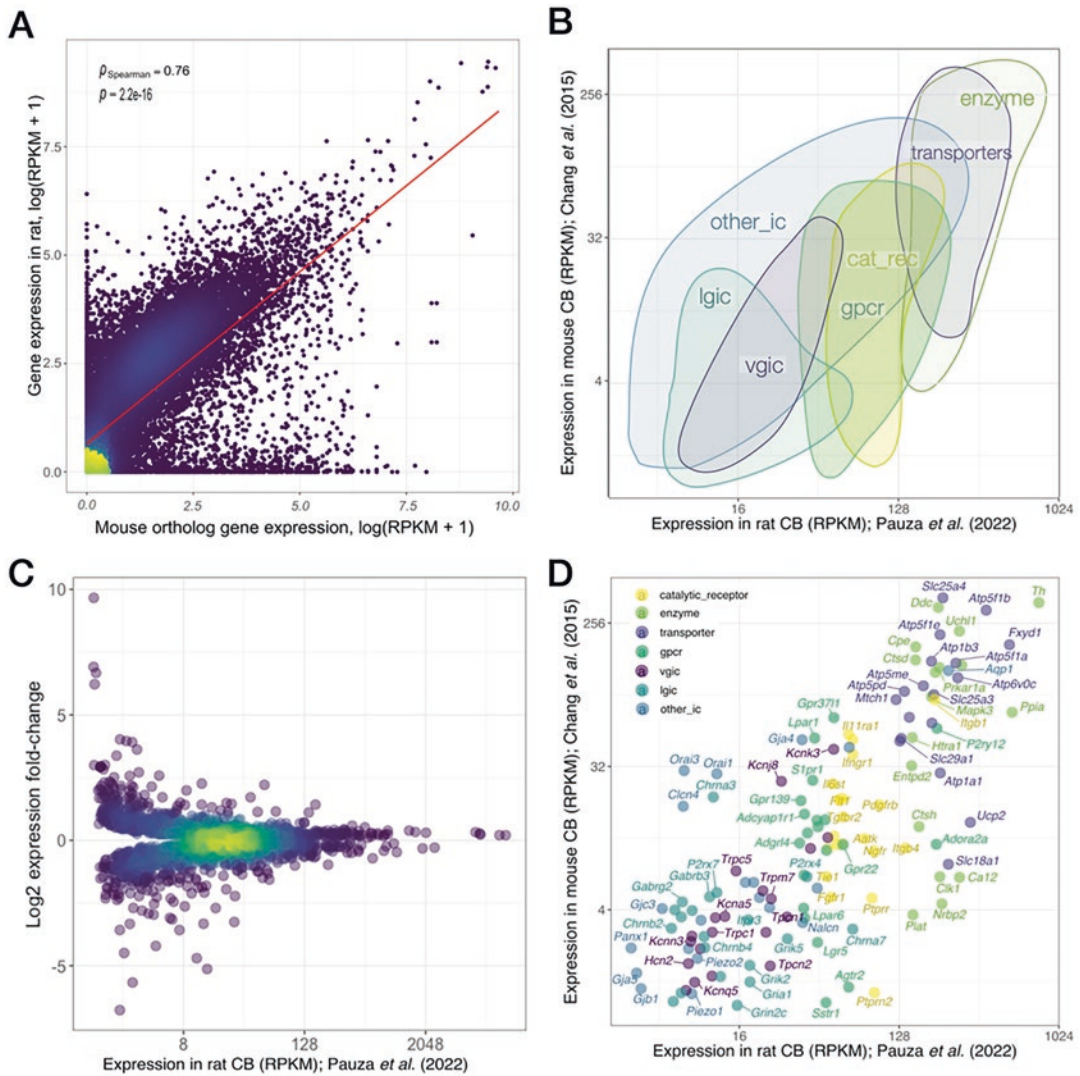 A
ρSpearman = 0.76
p = 2.2e-16
Gene expression in rat, log(RPKM + 1)
7.5
5.0
2.5
0.0
0.0
2.5
5.0
7.5
10.0
Mouse ortholog gene expression, log(RPKM + 1)
B
Expression in mouse CB (RPKM); Chang et al. (2015)
256
32
4
enzyme
transporters
other_ic
cat_rec
lgic
gpcr
vgic
16
128
1024
Expression in rat CB (RPKM); Pauza et al. (2022)
C
Log2 expression fold-change
10
5
0
-5
8
128
2048
Expression in rat CB (RPKM); Pauza et al. (2022)
D
Expression in mouse CB (RPKM); Chang et al. (2015)
256
32
4
a catalytic_receptor
a enzyme
a transporter
a gpcr
a vgic
a lgic
a other_ic
Slc25a4
Ddc
Atp5f1b
Th
Uchl1
Atp5f1e
Fxyd1
Cpe
Atp1b3
Ctsd
Atp5f1a
Aqp1
Atp5me
Prkar1a
Atp6v0c
Atp5pd
Slc25a3
Mtch1
Mapk3
Ppia
Itgb1
Gpr37l1
Lpar1
Il11ra1
P2ry12
Gja4
Htra1
Kcnk3
Ifngr1
Slc29a1
Orai3
Orai1
Kcnj8
S1pr1
Entpd2
Atp1a1
Chrna3
Il6st
Clcn4
Gpr139
Flt1
Pdgfrb
Adcyap1r1
Tgfbr2
Ctsh
Ucp2
Adgrl4
Aatk
Ngfr
Itgb4
Adora2a
Gpr22
Slc18a1
P2rx7
Trpc5
P2rx4
Tie1
Ca12
Gabrb3
Trpm7
Clk1
Gabrg2
Kcna5
Fgfr1
Ptprr
Nrbp2
Gjc3
Chrnb2
Itpr3
Tpcn1
Lpar6
Plat
Nalcn
Panx1
Kcnn3
Trpc1
Chrnb4
Grik5
Lgr5
Chrna7
Hcn2
Piezo2
Tpcn2
Gja5
Grik2
Agtr2
Kcnq5
Gria1
Ptprn2
Gjb1
Piezo1
Grin2c
Sstr1
16
128
1024
Expression in rat CB (RPKM); Pauza et al. (2022)